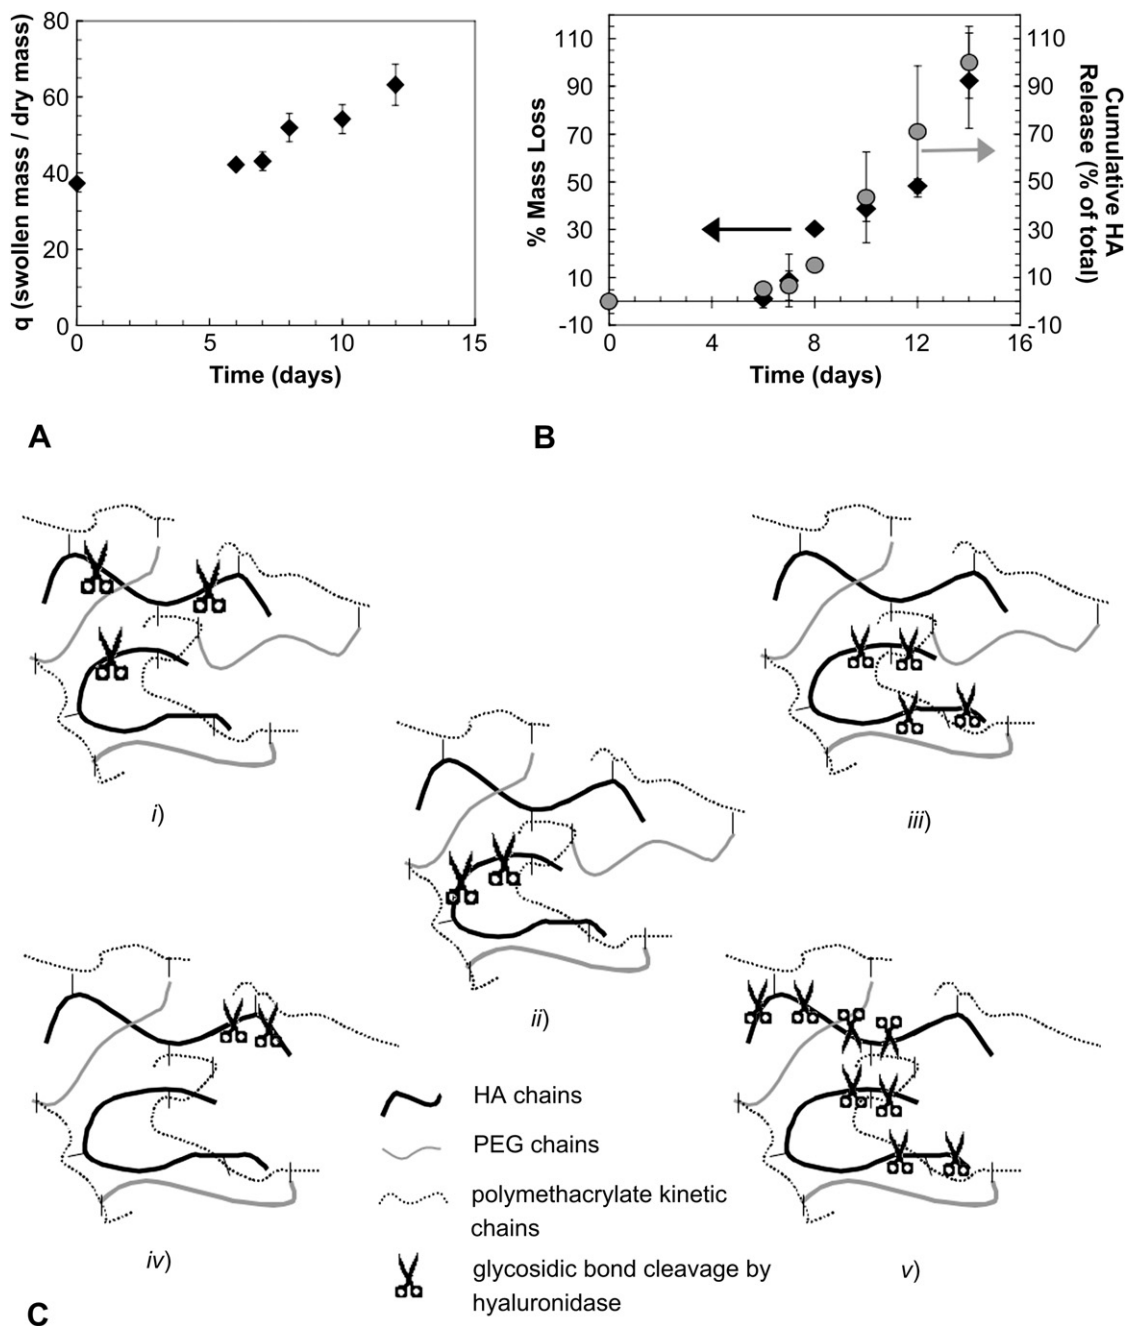 q (swollen mass / dry mass)
80
60
40
20
0
0 5 10 15
Time (days)
A
% Mass Loss
110
90
70
50
30
10
-10
0 4 8 12 16
Time (days)
110
90
70
50
30
10
-10
Cumulative HA
Release (% of total)
B
i)
iii)
ii)
iv)
v)
HA chains
PEG chains
polymethacrylate kinetic
chains
glycosidic bond cleavage by
hyaluronidase
C